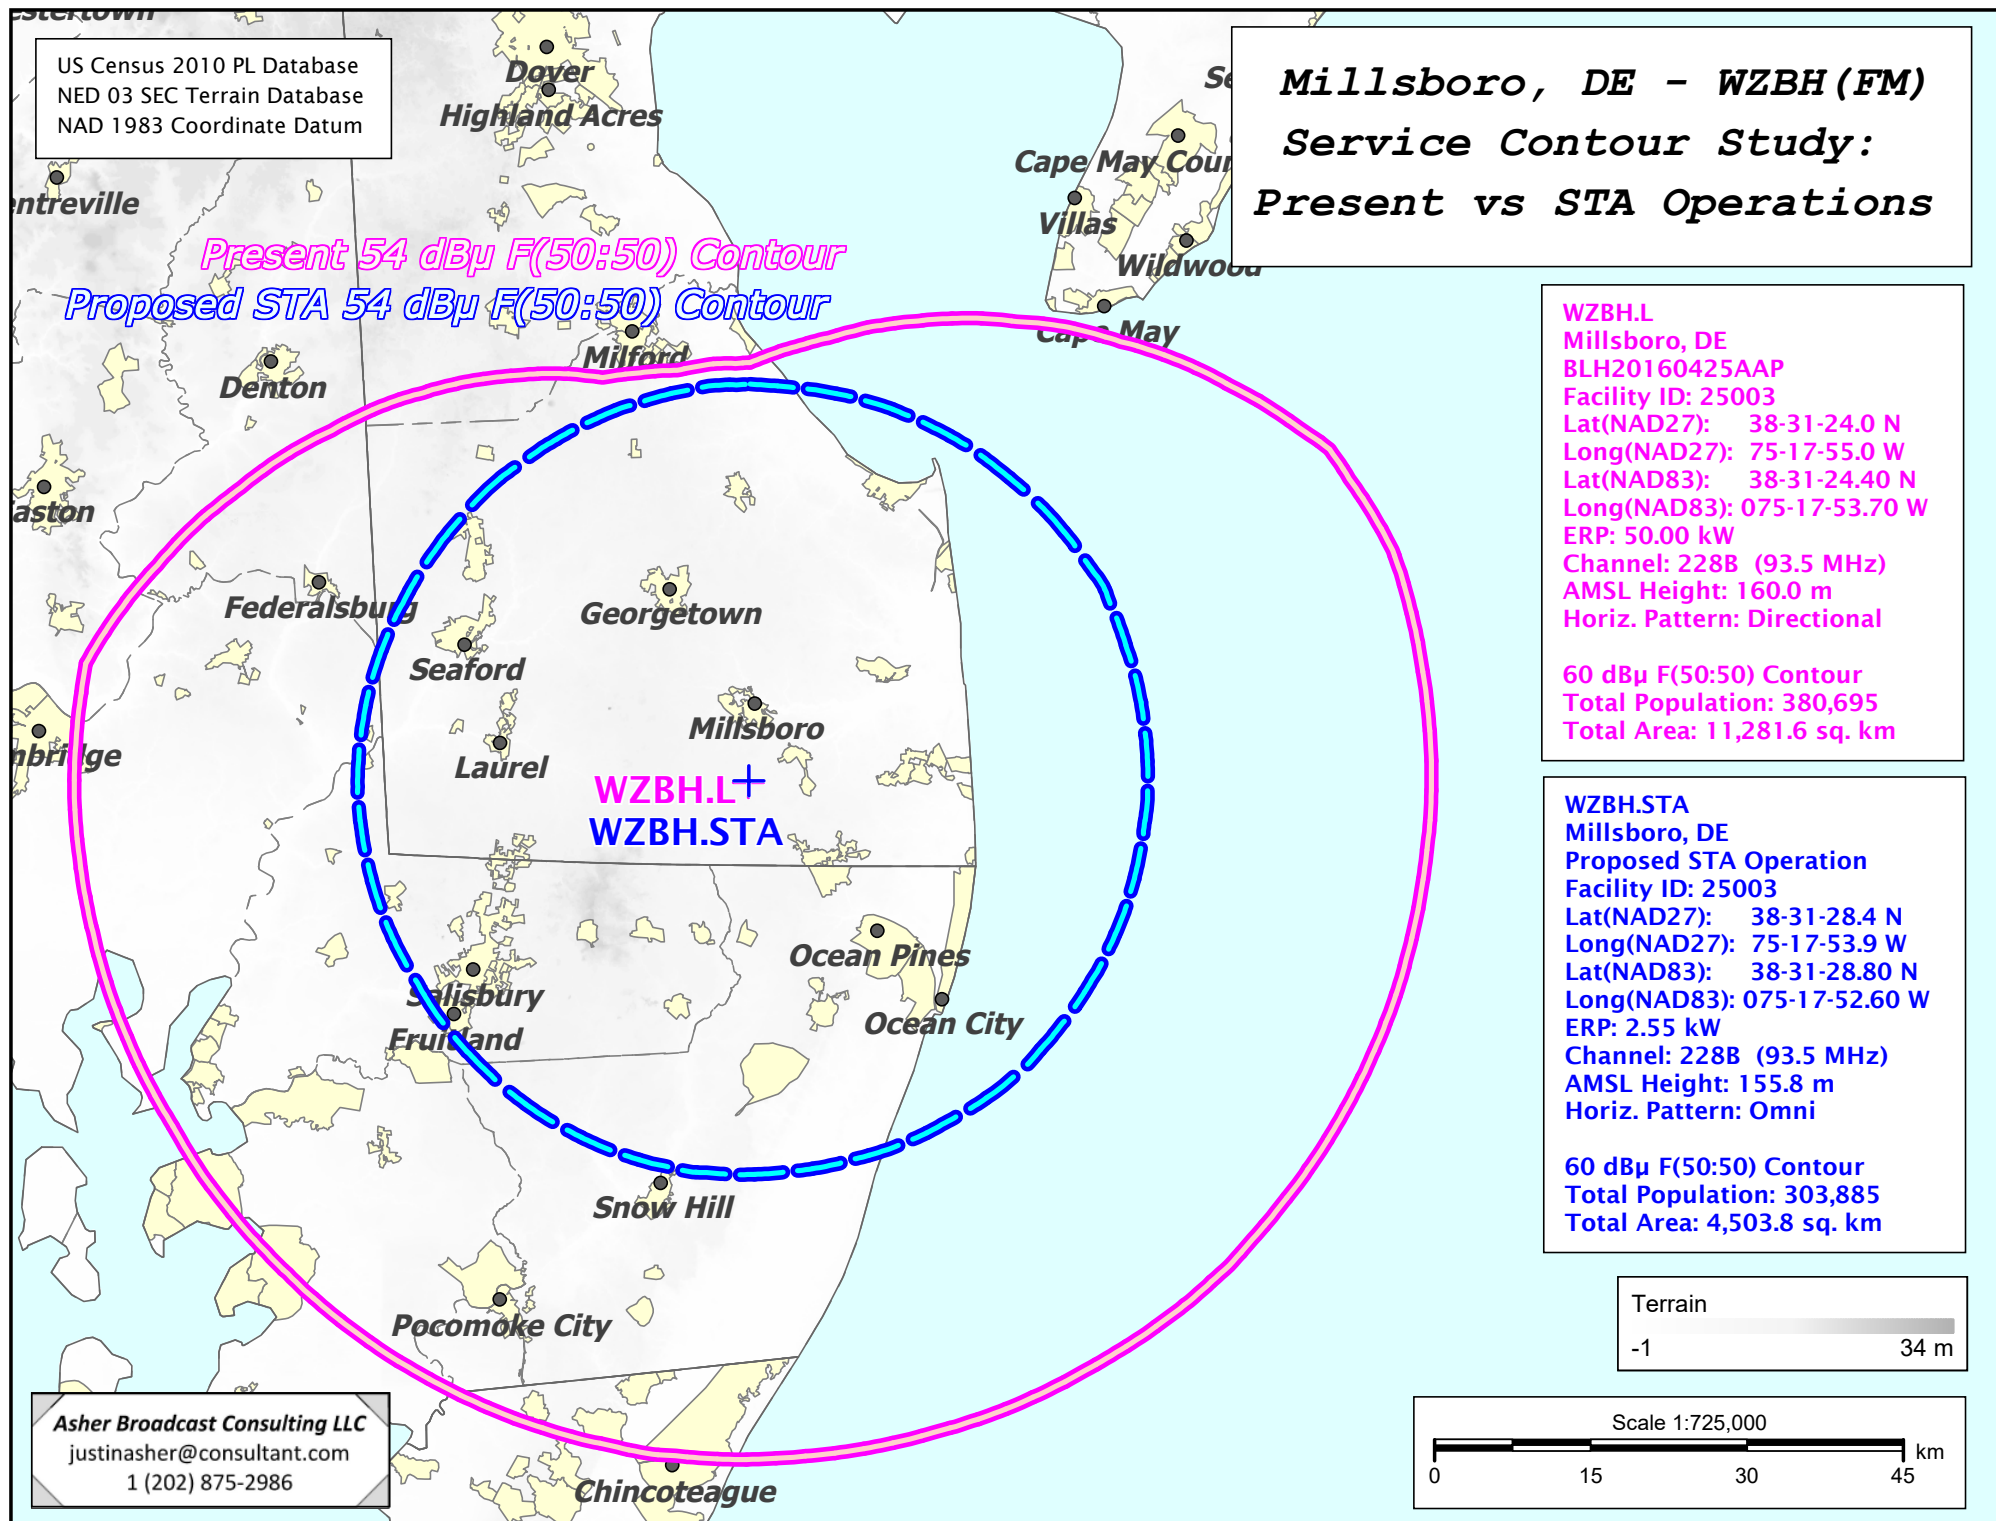 estertown
US Census 2010 PL Database
NED 03 SEC Terrain Database
NAD 1983 Coordinate Datum
Millsboro, DE - WZBH(FM)
Service Contour Study:
Present vs STA Operations
Dover
Highland Acres
Se
Cape May Coun
Villas
Wildwood
Cape May
entreville
Present 54 dBµ F(50:50) Contour
Proposed STA 54 dBµ F(50:50) Contour
Milford
Denton
aston
Federalsburg
Georgetown
Seaford
Millsboro
mbridge
Laurel
WZBH.L
WZBH.STA
Ocean Pines
Salisbury
Ocean City
Fruitland
Snow Hill
Pocomoke City
Chincoteague
WZBH.L
Millsboro, DE
BLH20160425AAP
Facility ID: 25003
Lat(NAD27): 38-31-24.0 N
Long(NAD27): 75-17-55.0 W
Lat(NAD83): 38-31-24.40 N
Long(NAD83): 075-17-53.70 W
ERP: 50.00 kW
Channel: 228B (93.5 MHz)
AMSL Height: 160.0 m
Horiz. Pattern: Directional
60 dBµ F(50:50) Contour
Total Population: 380,695
Total Area: 11,281.6 sq. km
WZBH.STA
Millsboro, DE
Proposed STA Operation
Facility ID: 25003
Lat(NAD27): 38-31-28.4 N
Long(NAD27): 75-17-53.9 W
Lat(NAD83): 38-31-28.80 N
Long(NAD83): 075-17-52.60 W
ERP: 2.55 kW
Channel: 228B (93.5 MHz)
AMSL Height: 155.8 m
Horiz. Pattern: Omni
60 dBµ F(50:50) Contour
Total Population: 303,885
Total Area: 4,503.8 sq. km
Terrain
-1 34 m
Scale 1:725,000
km
0 15 30 45
Asher Broadcast Consulting LLC
justinasher@consultant.com
1 (202) 875-2986